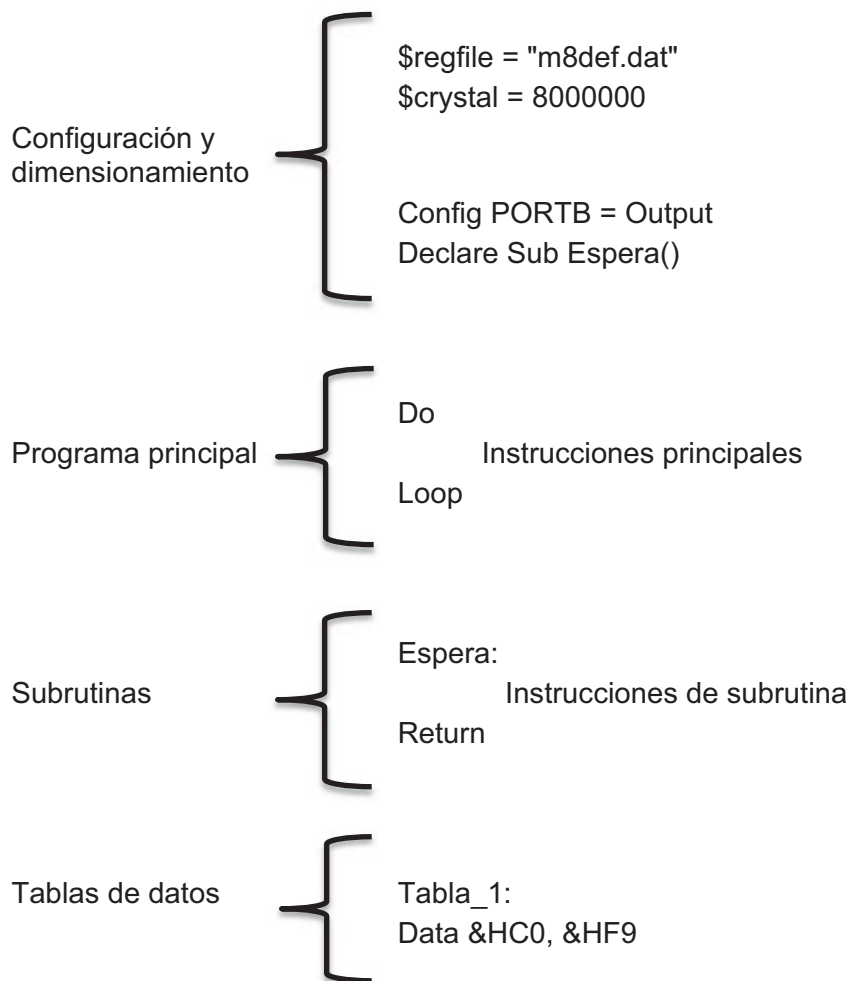 Configuración y
dimensionamiento
$regfile = "m8def.dat"
$crystal = 8000000
Config PORTB = Output
Declare Sub Espera()
Programa principal
Do
Instrucciones principales
Loop
Subrutinas
Espera:
Instrucciones de subrutina
Return
Tablas de datos
Tabla_1:
Data &HC0, &HF9